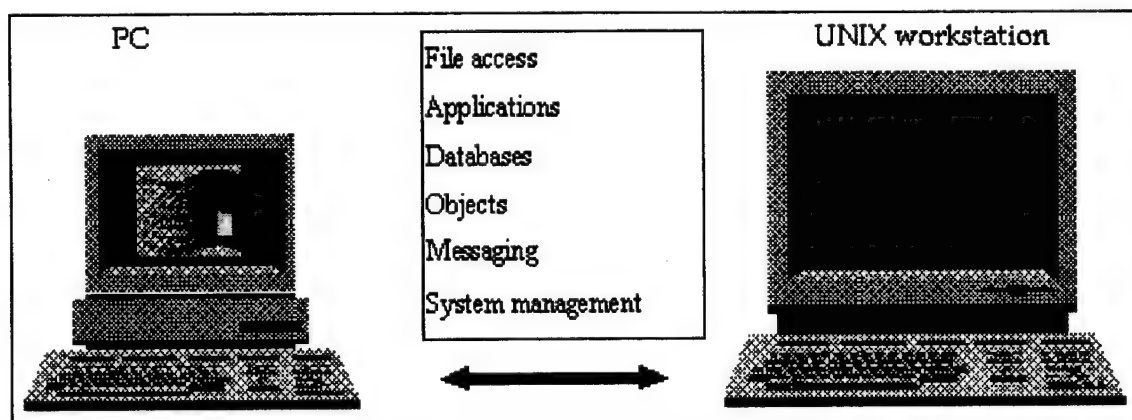 PC
UNIX workstation
File access
Applications
Databases
Objects
Messaging
System management